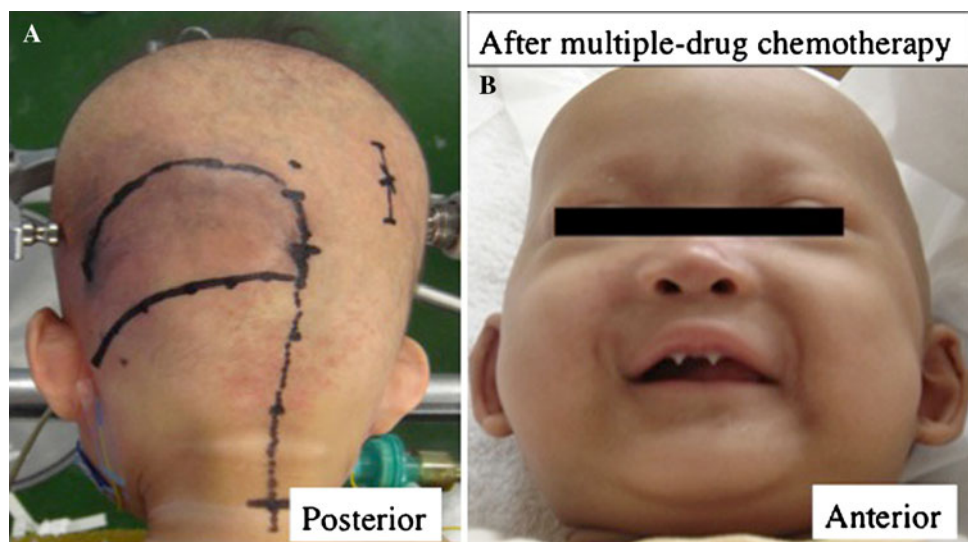 A
After multiple-drug chemotherapy
B
Posterior
Anterior